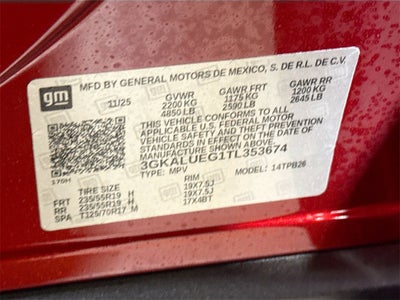 gm
MFD BY GENERAL MOTORS DE MEXICO, S. DE R.L. DE C.V.
11/25 GVWR GAWR FRT GAWR RR
2200 KG 1175 KG 1200 KG
4850 LB 2590 LB 2645 LB
THIS VEHICLE CONFORMS TO ALL
APPLICABLE U.S. FEDERAL MOTOR
VEHICLE SAFETY AND THEFT PREVENTION
STANDARDS IN EFFECT ON THE DATE OF
MANUFACTURE SHOWN ABOVE.
3GKALUEG1TL353674
170H TYPE: MPV MODEL: 14TPB26
TIRE SIZE RIM
FRT 235/55R19 H 19X7.5J
RR 235/55R19 H 19X7.5J
T125/70R17 M 17X4BT